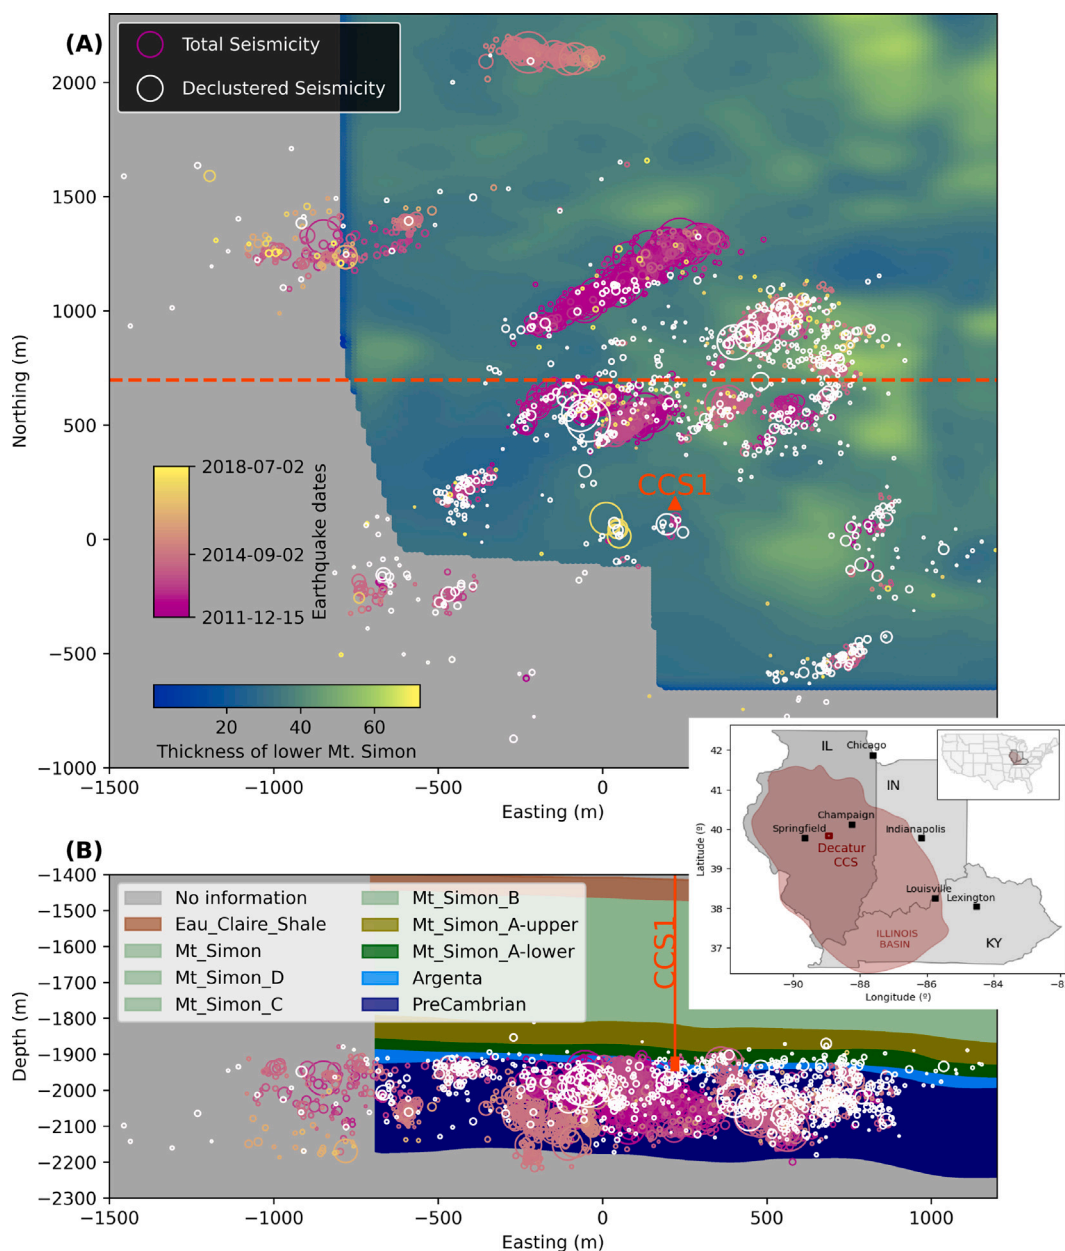 (A)
Total Seismicity
Declustered Seismicity
2000
1500
1000
500
0
−500
−1000
Northing (m)
CCS1
2018-07-02
2014-09-02
2011-12-15
Earthquake dates
20 40 60
Thickness of lower Mt. Simon
−1500 −1000 −500 0
Easting (m)
42
41
40
39
38
37
Latitude (º)
IL
Chicago
IN
Champaign
Springfield
Indianapolis
Decatur
CCS
Louisville
Lexington
ILLINOIS
BASIN
KY
−90 −88 −86 −84 −82
Longitude (º)
(B)
−1400
−1500
−1600
−1700
−1800
−1900
−2000
−2100
−2200
−2300
Depth (m)
No information
Eau_Claire_Shale
Mt_Simon
Mt_Simon_D
Mt_Simon_C
Mt_Simon_B
Mt_Simon_A-upper
Mt_Simon_A-lower
Argenta
PreCambrian
CCS1
−1500 −1000 −500 0 500 1000
Easting (m)